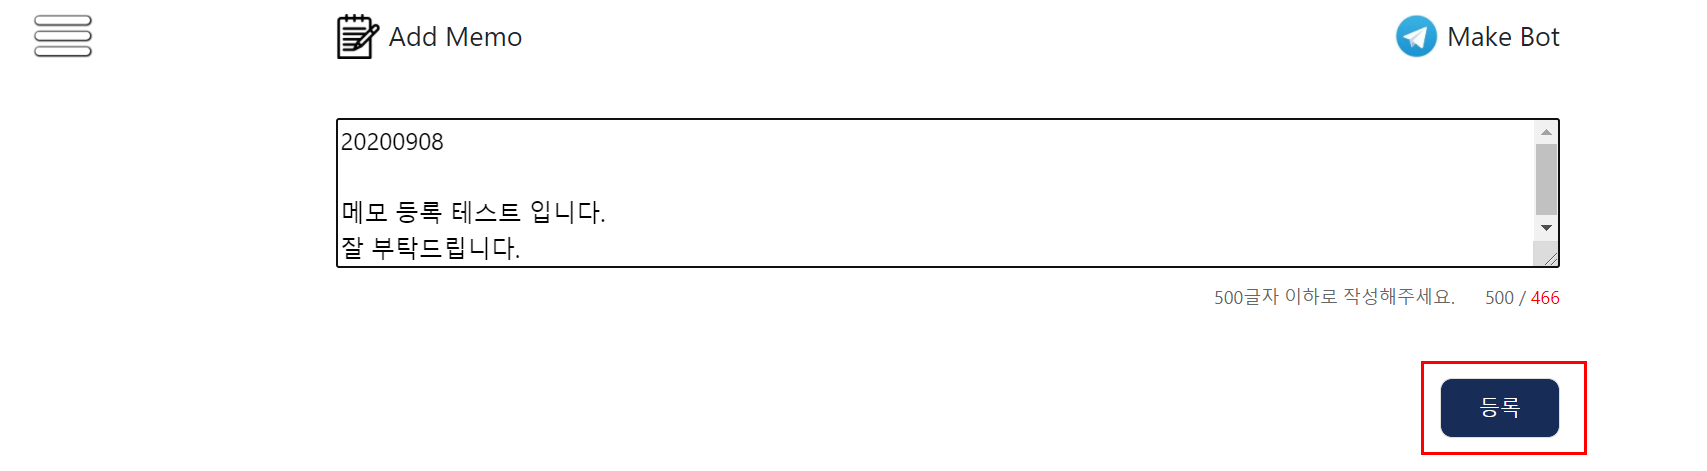 Add Memo
Make Bot
20200908
메모 등록 테스트 입니다.
잘 부탁드립니다.
500글자 이하로 작성해주세요. 500 / 466
등록